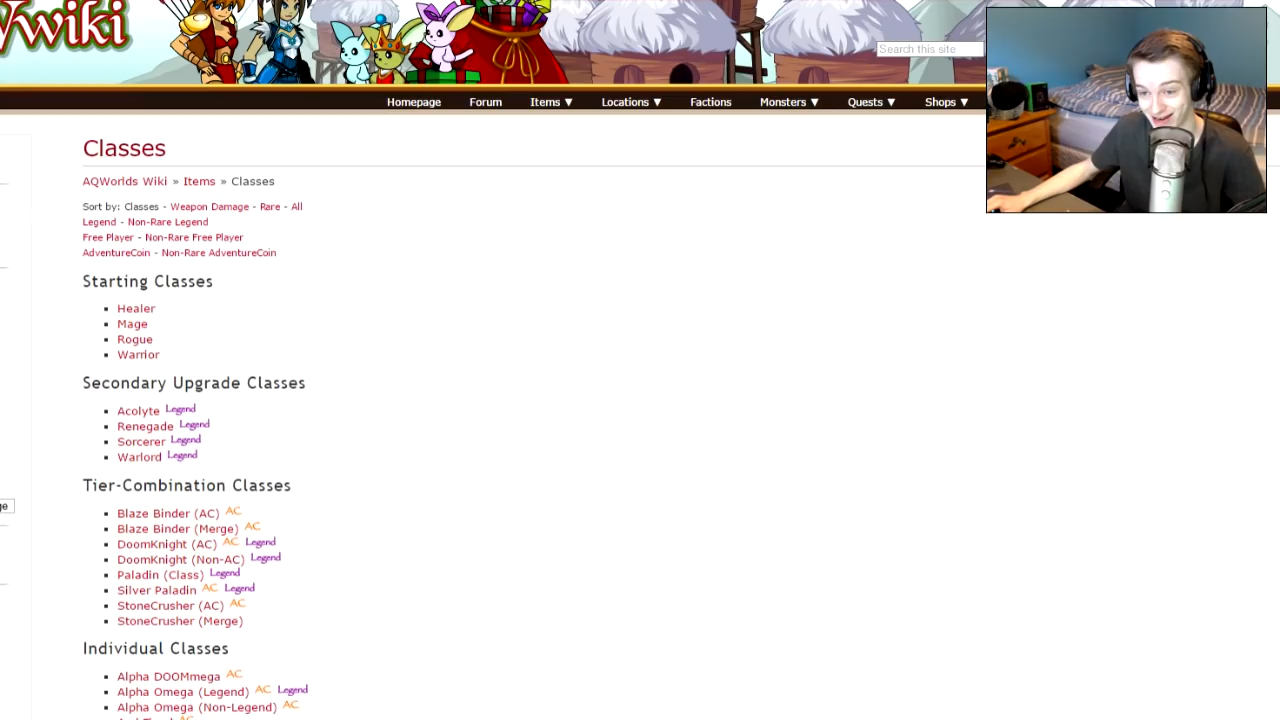 wiki
Search this site
Homepage Forum Items ▼ Locations ▼ Factions Monsters ▼ Quests ▼ Shops ▼
Classes
AQWorlds Wiki » Items » Classes
Sort by: Classes - Weapon Damage - Rare - All
Legend - Non-Rare Legend
Free Player - Non-Rare Free Player
AdventureCoin - Non-Rare AdventureCoin
Starting Classes
Healer
Mage
Rogue
Warrior
Secondary Upgrade Classes
Acolyte Legend
Renegade Legend
Sorcerer Legend
Warlord Legend
Tier-Combination Classes
Blaze Binder (AC) AC
Blaze Binder (Merge) AC
DoomKnight (AC) AC Legend
DoomKnight (Non-AC) Legend
Paladin (Class) Legend
Silver Paladin AC Legend
StoneCrusher (AC) AC
StoneCrusher (Merge)
Individual Classes
Alpha DOOMmega AC
Alpha Omega (Legend) AC Legend
Alpha Omega (Non-Legend) AC